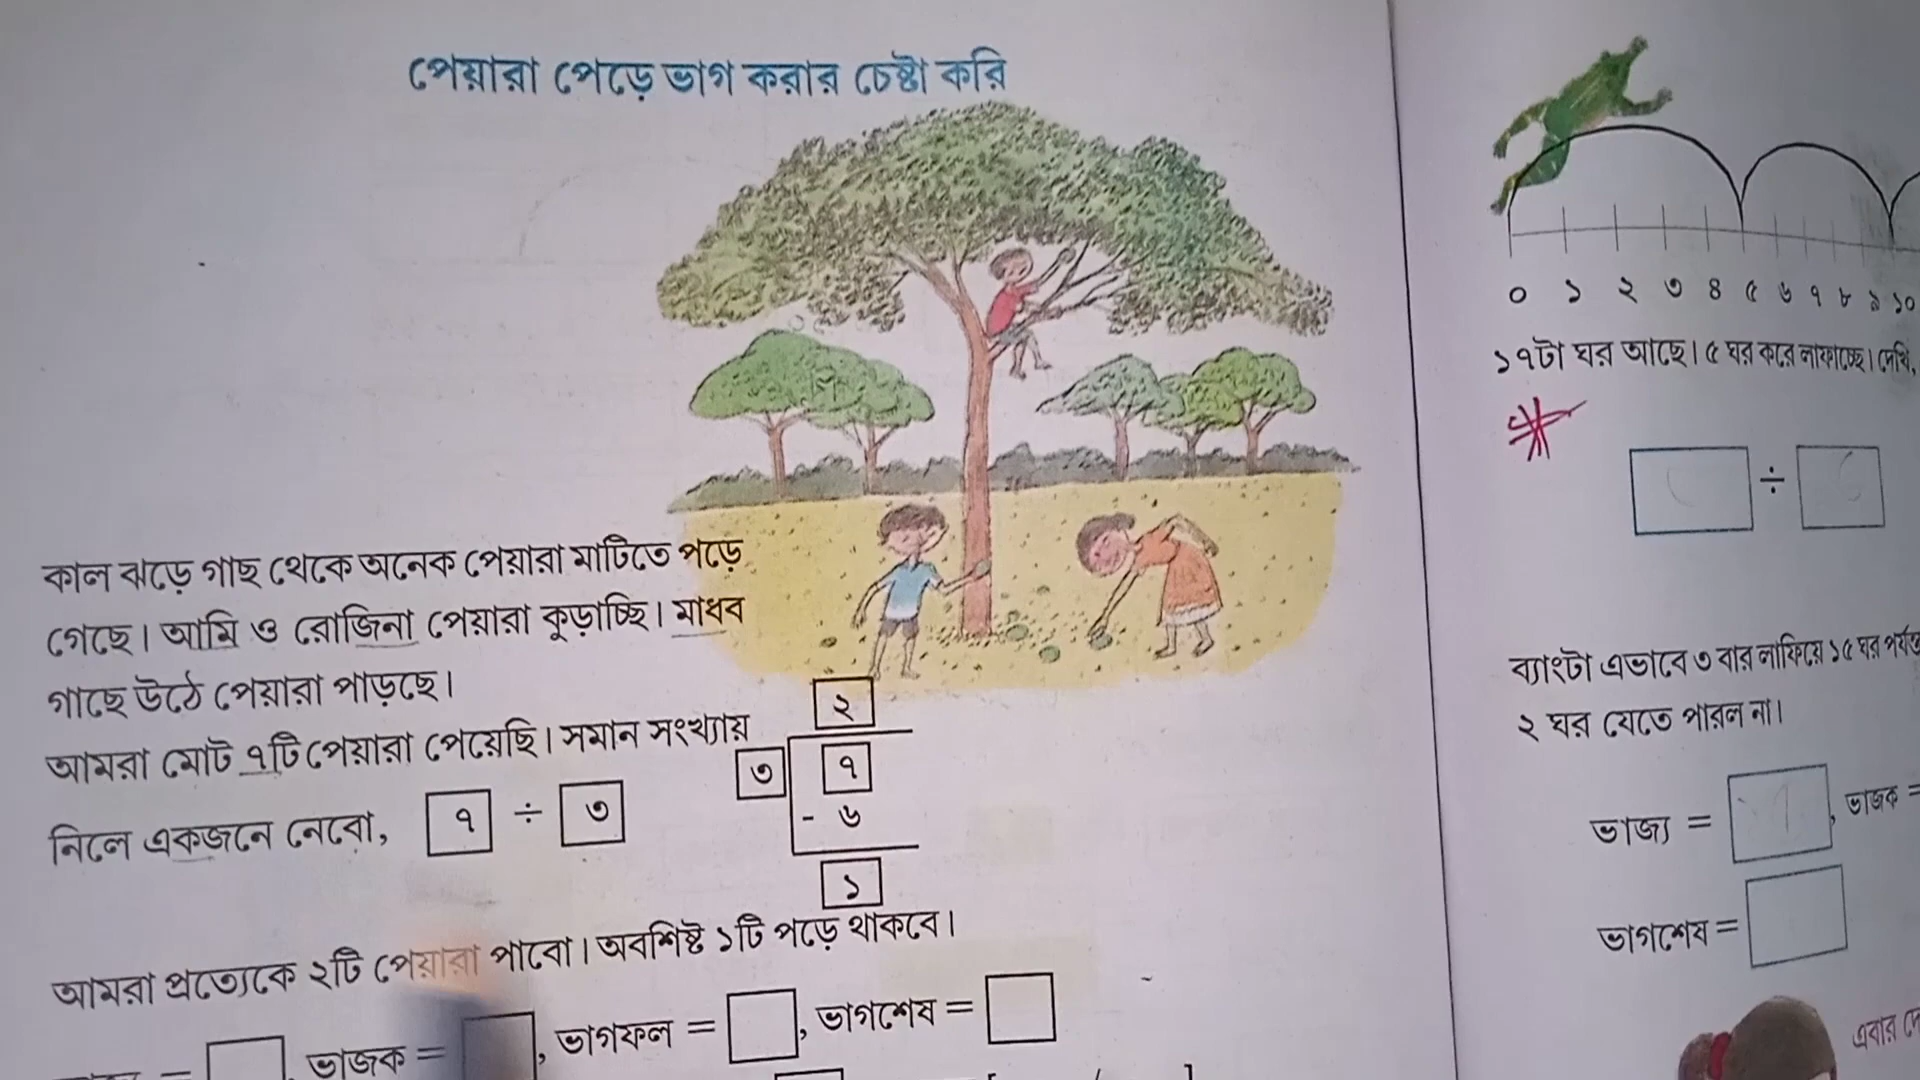 পেয়ারা পেড়ে ভাগ করার চেষ্টা করি
কাল ঝড়ে গাছ থেকে অনেক পেয়ারা মাটিতে পড়ে
গেছে। আমি ও রোজিনা পেয়ারা কুড়াচ্ছি। মাধব
গাছে উঠে পেয়ারা পাড়ছে।
আমরা মোট ৭টি পেয়ারা পেয়েছি। সমান সংখ্যায়
নিলে একজনে নেবো, ৭ ÷ ৩
২
৩ ৭
- ৬
১
আমরা প্রত্যেকে ২টি পেয়ারা পাবো। অবশিষ্ট ১টি পড়ে থাকবে।
= , ভাজক = , ভাগফল = , ভাগশেষ =
০ ১ ২ ৩ ৪ ৫ ৬ ৭ ৮ ৯ ১০
১৭টা ঘর আছে। ৫ ঘর করে লাফাচ্ছে। দেখি,
÷
ব্যাংটা এভাবে ৩ বার লাফিয়ে ১৫ ঘর পর্যন্ত
২ ঘর যেতে পারল না।
ভাজ্য = , ভাজক =
ভাগশেষ =
এবার